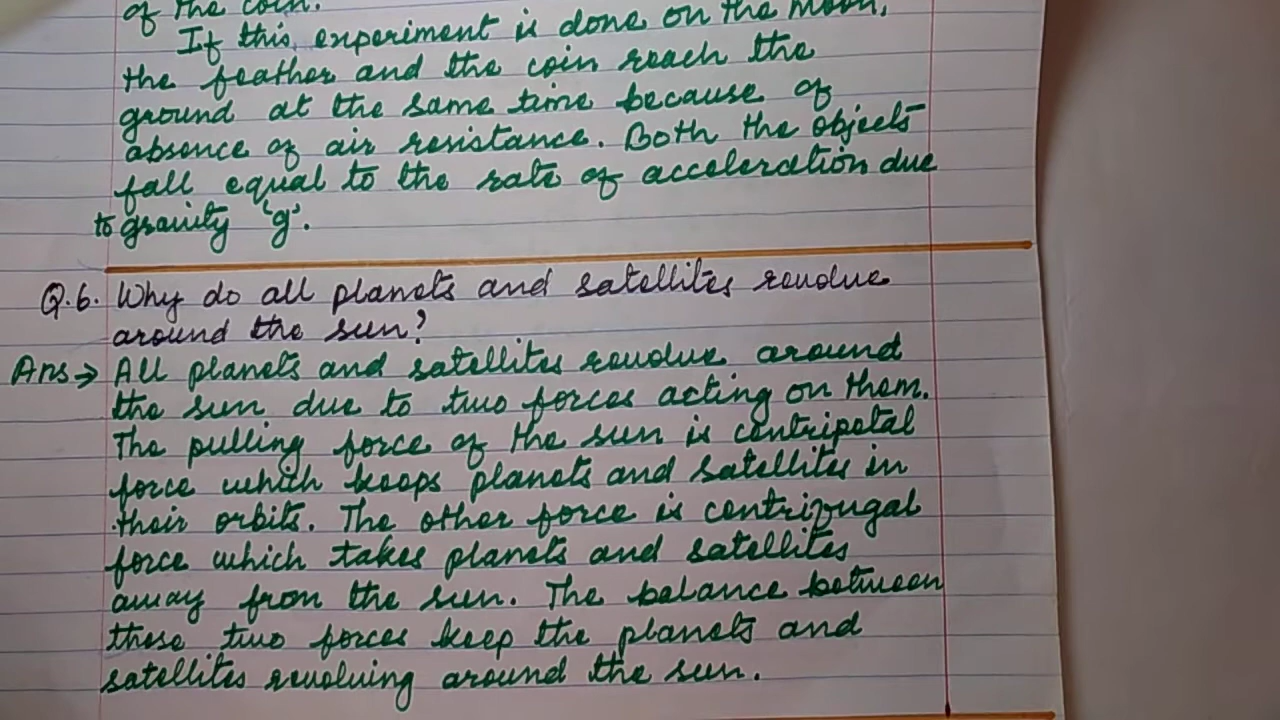 of the coin.
If this experiment is done on the moon,
the feather and the coin reach the
ground at the same time because of
absence of air resistance. Both the objects
fall equal to the rate of acceleration due
to gravity 'g'.
Q.6. Why do all planets and satellites revolve
around the sun?
Ans → All planets and satellites revolve around
the sun due to two forces acting on them.
The pulling force of the sun is centripetal
force which keeps planets and satellites in
their orbits. The other force is centrifugal
force which takes planets and satellites
away from the sun. The balance between
these two forces keep the planets and
satellites revolving around the sun.